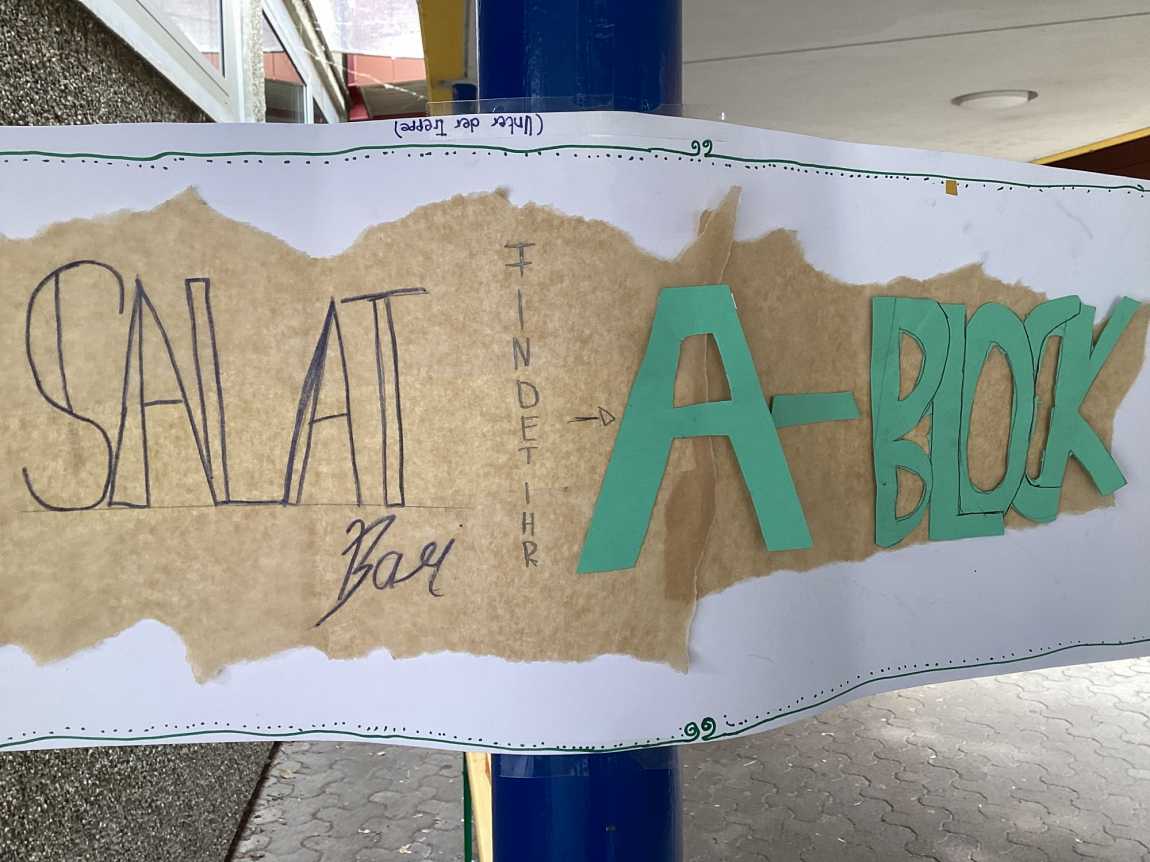 (Unter der Treppe)
SALAT
Bar
FINDET IHR
A-BLOCK